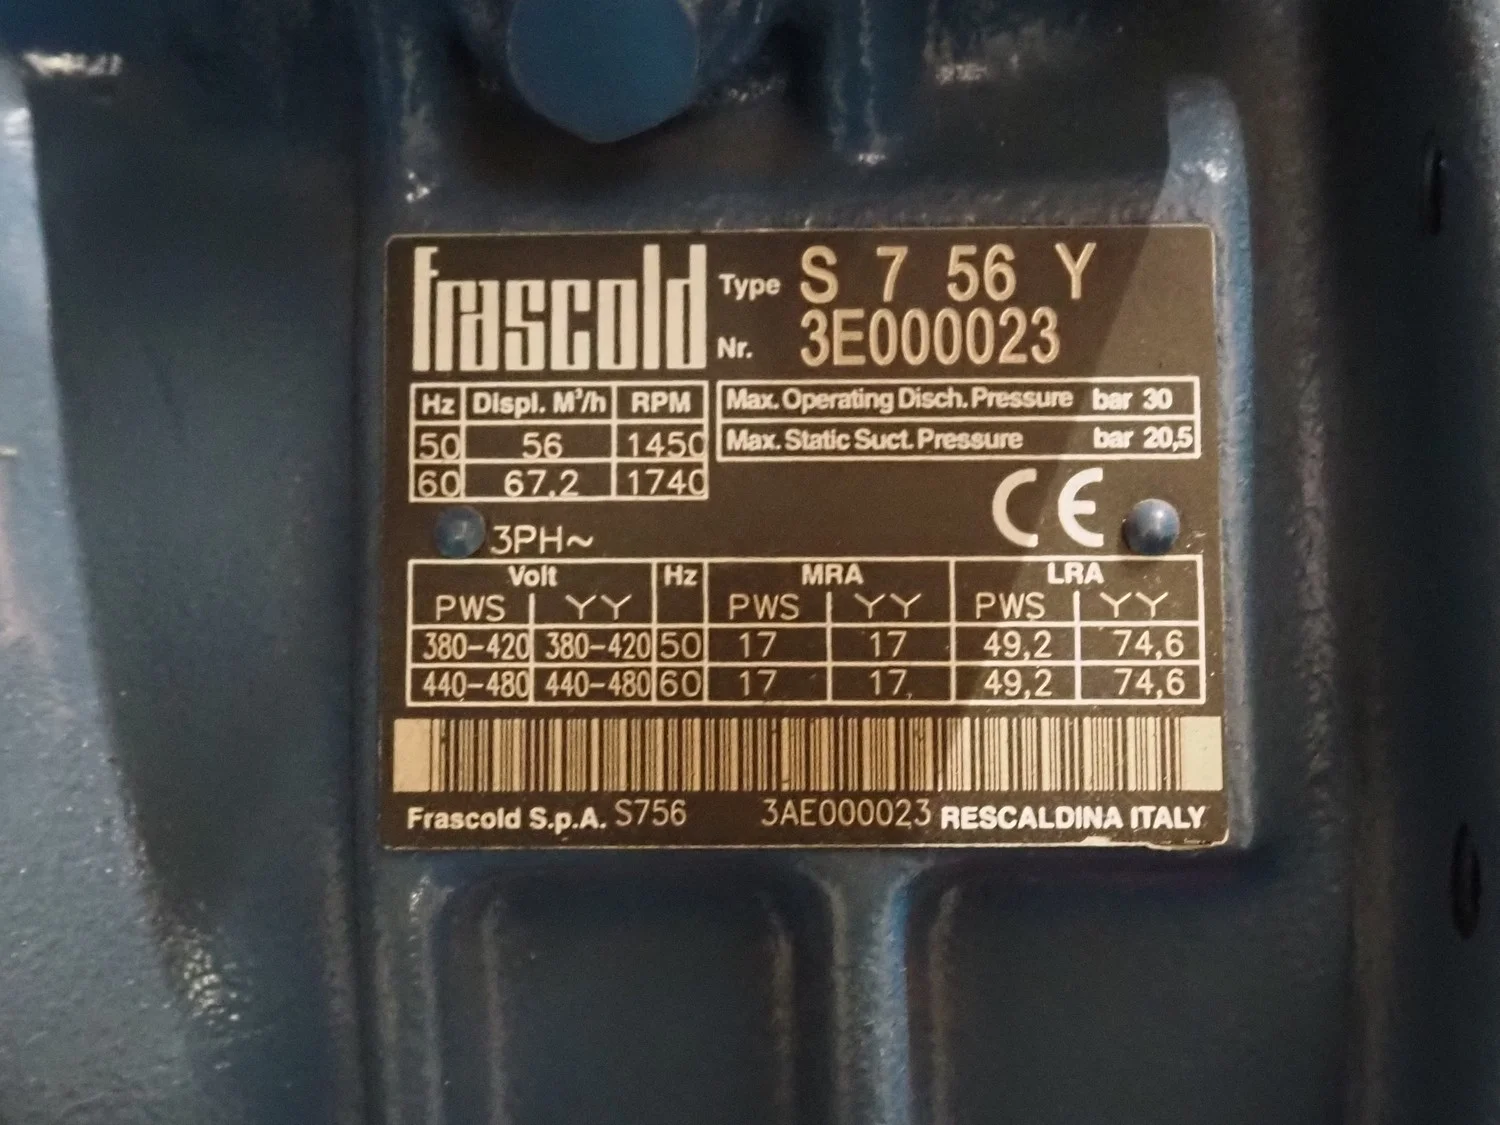 frascold Type S 7 56 Y
Nr. 3E000023
Hz Displ. M³/h RPM
50 56 1450
60 67,2 1740
Max. Operating Disch. Pressure bar 30
Max. Static Suct. Pressure bar 20,5
CE
3PH~
Volt Hz MRA LRA
PWS YY PWS YY PWS YY
380-420 380-420 50 17 17 49,2 74,6
440-480 440-480 60 17 17 49,2 74,6
Frascold S.p.A. S756 3AE000023 RESCALDINA ITALY